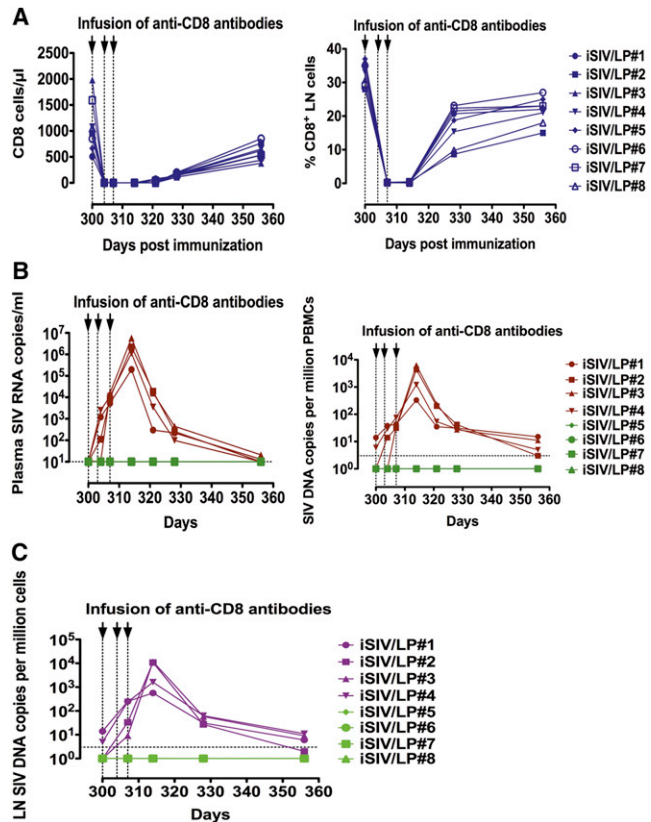 A
Infusion of anti-CD8 antibodies
CD8 cells/µl
2500
2000
1500
1000
500
0
300 310 320 330 340 350 360
Days post immunization
Infusion of anti-CD8 antibodies
% CD8⁺ LN cells
40
30
20
10
0
300 310 320 330 340 350 360
Days post immunization
iSIV/LP#1
iSIV/LP#2
iSIV/LP#3
iSIV/LP#4
iSIV/LP#5
iSIV/LP#6
iSIV/LP#7
iSIV/LP#8
B
Infusion of anti-CD8 antibodies
Plasma SIV RNA copies/ml
10⁷
10⁶
10⁵
10⁴
10³
10²
10¹
300 310 320 330 340 350 360
Days
Infusion of anti-CD8 antibodies
SIV DNA copies per million PBMCs
10⁴
10³
10²
10¹
10⁰
300 310 320 330 340 350 360
Days
iSIV/LP#1
iSIV/LP#2
iSIV/LP#3
iSIV/LP#4
iSIV/LP#5
iSIV/LP#6
iSIV/LP#7
iSIV/LP#8
C
Infusion of anti-CD8 antibodies
LN SIV DNA copies per million cells
10⁵
10⁴
10³
10²
10¹
10⁰
300 310 320 330 340 350 360
Days
iSIV/LP#1
iSIV/LP#2
iSIV/LP#3
iSIV/LP#4
iSIV/LP#5
iSIV/LP#6
iSIV/LP#7
iSIV/LP#8